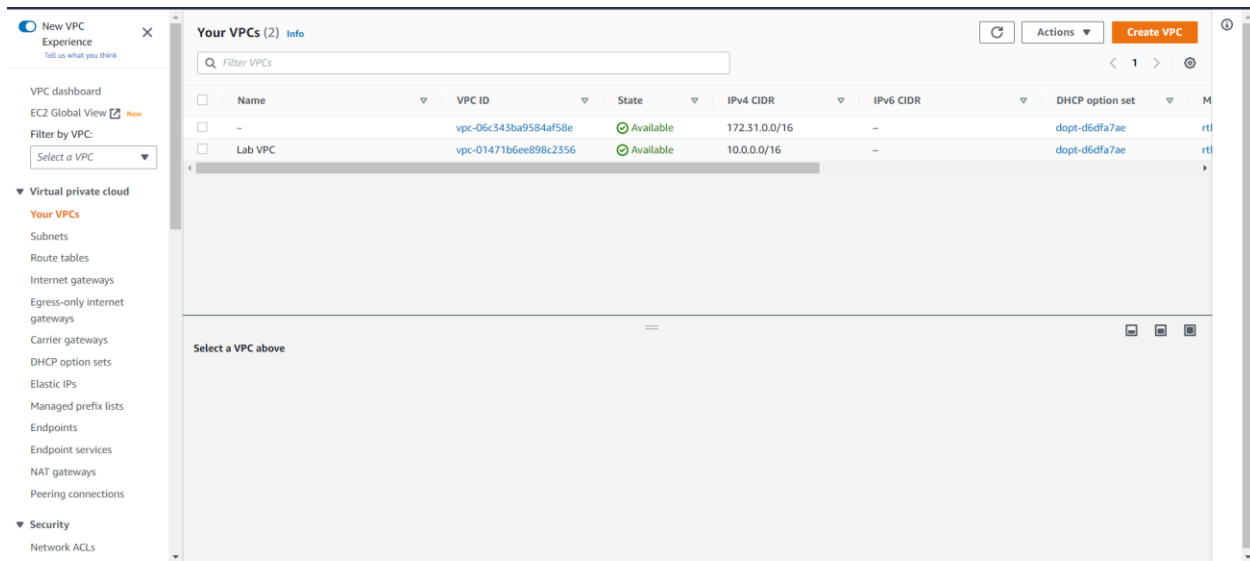 New VPC
Experience
Tell us what you think
VPC dashboard
EC2 Global View New
Filter by VPC:
Select a VPC
Virtual private cloud
Your VPCs
Subnets
Route tables
Internet gateways
Egress-only internet
gateways
Carrier gateways
DHCP option sets
Elastic IPs
Managed prefix lists
Endpoints
Endpoint services
NAT gateways
Peering connections
Security
Network ACLs
Your VPCs (2) Info
Actions Create VPC
Filter VPCs
1
Name VPC ID State IPv4 CIDR IPv6 CIDR DHCP option set M
– vpc-06c343ba9584af58e Available 172.31.0.0/16 – dopt-d6dfa7ae rtl
Lab VPC vpc-01471b6ee898c2356 Available 10.0.0.0/16 – dopt-d6dfa7ae rtl
Select a VPC above